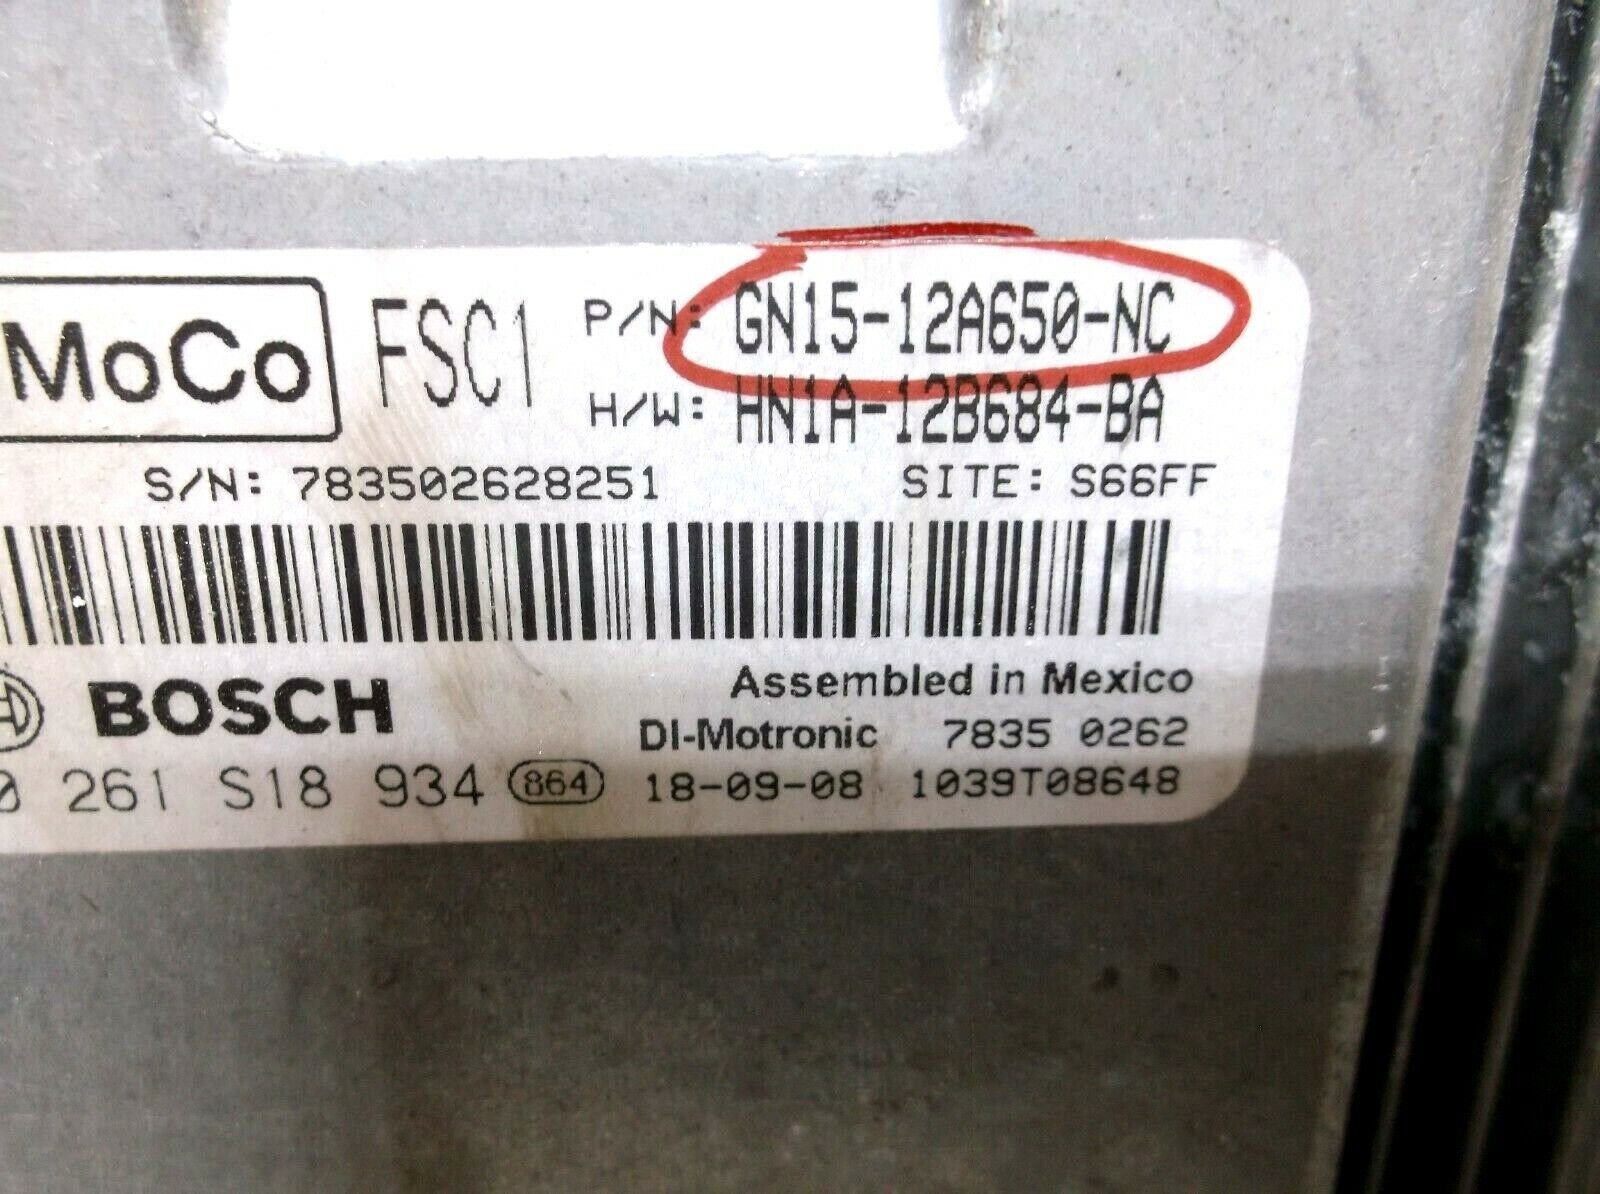 MoCo FSC1 P/N: GN15-12A650-NC
H/W: HN1A-12B684-BA
S/N: 783502628251 SITE: S66FF
BOSCH Assembled in Mexico
DI-Motronic 7835 0262
0 261 S18 934 864 18-09-08 1039T08648